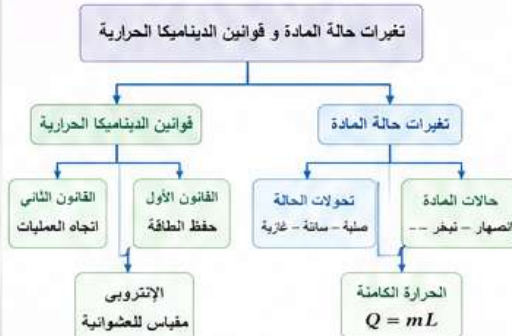 تغيرات حالة المادة و قوانين الديناميكا الحرارية
تغيرات حالة المادة
قوانين الديناميكا الحرارية
حالات المادة
انصهار – تبخر --
تحولات الحالة
صلبة – سائلة – غازية
القانون الأول
حفظ الطاقة
القانون الثاني
اتجاه العمليات
الحرارة الكامنة
Q = mL
الإنتروبي
مقياس للعشوائية